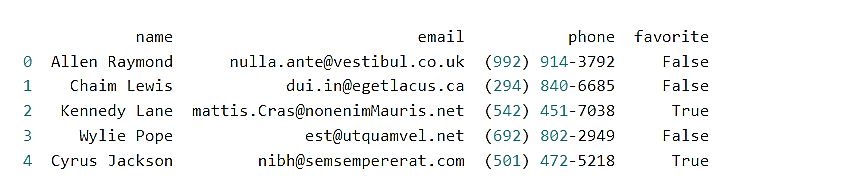 name email phone favorite
0 Allen Raymond nulla.ante@vestibul.co.uk (992) 914-3792 False
1 Chaim Lewis dui.in@egetlacus.ca (294) 840-6685 False
2 Kennedy Lane mattis.Cras@nonenimMauris.net (542) 451-7038 True
3 Wylie Pope est@utquamvel.net (692) 802-2949 False
4 Cyrus Jackson nibh@semsempererat.com (501) 472-5218 True